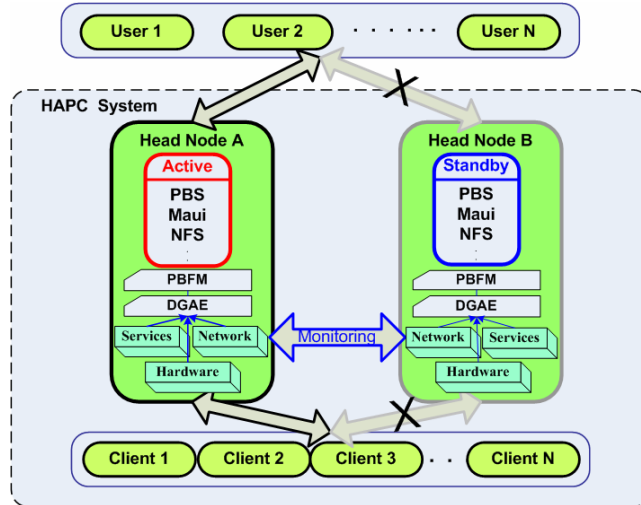 User 1 User 2 . . . . . . User N
HAPC System
Head Node A Head Node B
Active Standby
PBS PBS
Maui Maui
NFS NFS
PBFM PBFM
DGAE DGAE
Services Network Monitoring Network Services
Hardware Hardware
Client 1 Client 2 Client 3 . . Client N